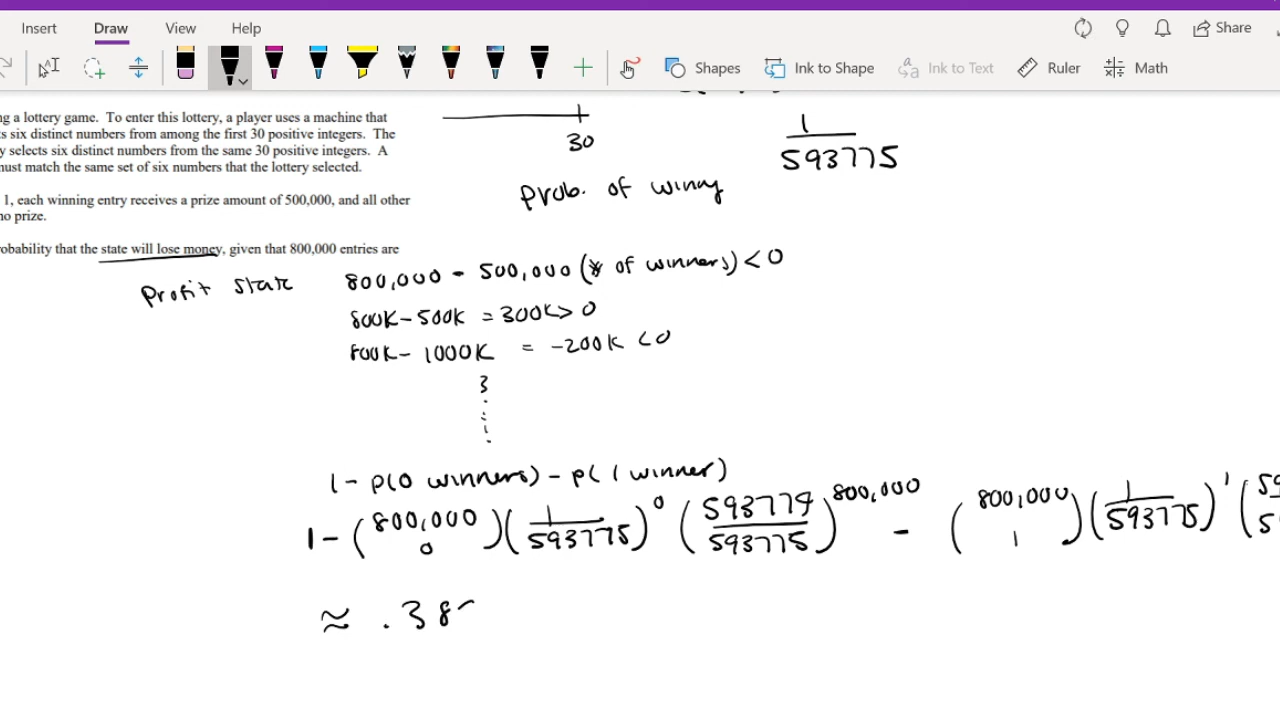 Insert Draw View Help Share
Shapes Ink to Shape Ink to Text Ruler Math
ng a lottery game. To enter this lottery, a player uses a machine that
s six distinct numbers from among the first 30 positive integers. The
y selects six distinct numbers from the same 30 positive integers. A
nust match the same set of six numbers that the lottery selected.
1, each winning entry receives a prize amount of 500,000, and all other
no prize.
robability that the state will lose money, given that 800,000 entries are
30
1
593775
Prob. of winny
Profit State 800,000 - 500,000 (# of winners) < 0
800K - 500K = 300K > 0
800K - 1000K = -200K < 0
3
1 - P(0 winners) - P(1 winner)
1 - (800,000 0)(1/593775)^0 (593774/593775)^800,000 - (800,000 1)(1/593775)^1 (59/5
≈ .38